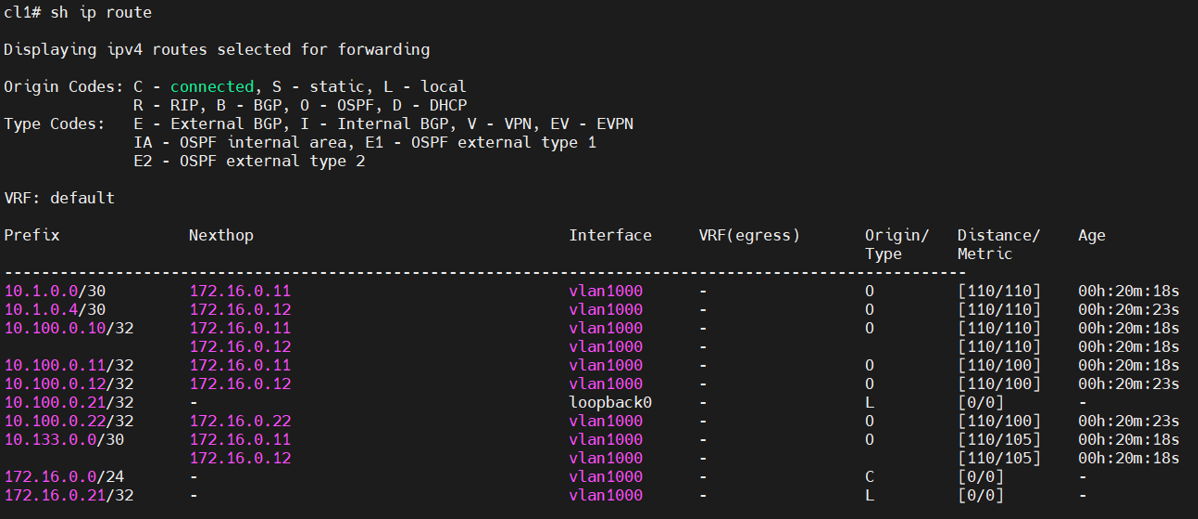 cl1# sh ip route
Displaying ipv4 routes selected for forwarding
Origin Codes: C - connected, S - static, L - local
R - RIP, B - BGP, O - OSPF, D - DHCP
Type Codes: E - External BGP, I - Internal BGP, V - VPN, EV - EVPN
IA - OSPF internal area, E1 - OSPF external type 1
E2 - OSPF external type 2
VRF: default
Prefix Nexthop Interface VRF(egress) Origin/ Distance/ Age
Type Metric
--------------------------------------------------------------------------------------------------------
10.1.0.0/30 172.16.0.11 vlan1000 - O [110/110] 00h:20m:18s
10.1.0.4/30 172.16.0.12 vlan1000 - O [110/110] 00h:20m:23s
10.100.0.10/32 172.16.0.11 vlan1000 - O [110/110] 00h:20m:18s
172.16.0.12 vlan1000 - [110/110] 00h:20m:18s
10.100.0.11/32 172.16.0.11 vlan1000 - O [110/100] 00h:20m:18s
10.100.0.12/32 172.16.0.12 vlan1000 - O [110/100] 00h:20m:23s
10.100.0.21/32 - loopback0 - L [0/0] -
10.100.0.22/32 172.16.0.22 vlan1000 - O [110/100] 00h:20m:23s
10.133.0.0/30 172.16.0.11 vlan1000 - O [110/105] 00h:20m:18s
172.16.0.12 vlan1000 - [110/105] 00h:20m:18s
172.16.0.0/24 - vlan1000 - C [0/0] -
172.16.0.21/32 - vlan1000 - L [0/0] -